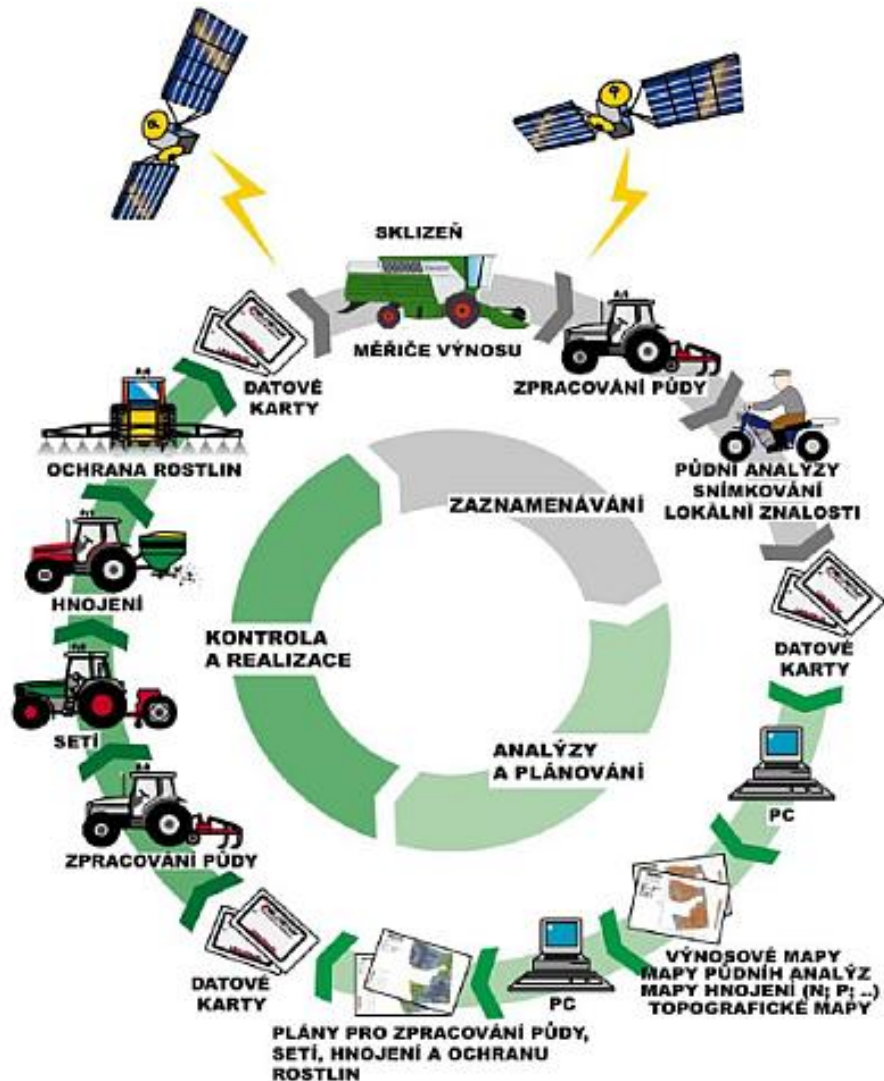 SKLIZEŇ
MĚŘIČE VÝNOSU
ZPRACOVÁNÍ PŮDY
PŮDNÍ ANALÝZY
SNÍMKOVÁNÍ
LOKÁLNÍ ZNALOSTI
DATOVÉ
KARTY
PC
VÝNOSOVÉ MAPY
MAPY PŮDNÍH ANALÝZ
MAPY HNOJENÍ (N; P; ..)
TOPOGRAFICKÉ MAPY
PC
PLÁNY PRO ZPRACOVÁNÍ PŮDY,
SETÍ, HNOJENÍ A OCHRANU
ROSTLIN
DATOVÉ
KARTY
ZPRACOVÁNÍ PŮDY
SETÍ
HNOJENÍ
OCHRANA ROSTLIN
DATOVÉ
KARTY
ZAZNAMENÁVÁNÍ
ANALÝZY
A PLÁNOVÁNÍ
KONTROLA
A REALIZACE